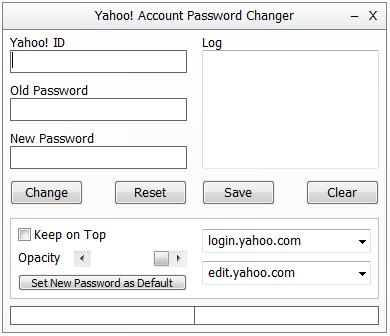 Yahoo! Account Password Changer
Yahoo! ID
Log
Old Password
New Password
Change
Reset
Save
Clear
Keep on Top
login.yahoo.com
Opacity
edit.yahoo.com
Set New Password as Default